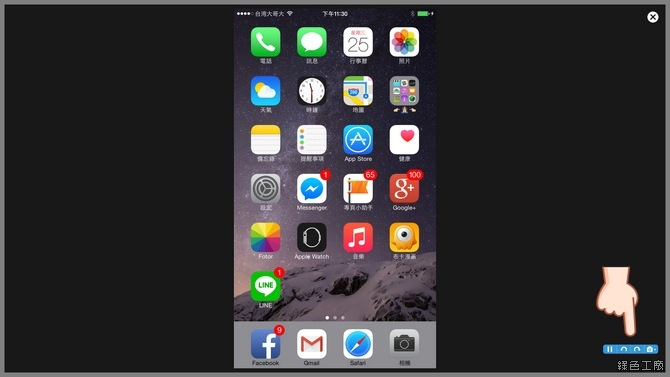 台灣大哥大 下午11:30
星期三
25
電話 訊息 行事曆 照片
280
天氣 時鐘 地圖
備忘錄 提醒事項 App Store 健康
1 65 100
g+
設定 Messenger 專頁小助手 Google+
Fotor Apple Watch 音樂 布卡漫畫
1
LINE
LINE
9
Facebook Gmail Safari 相機
綠色工廠